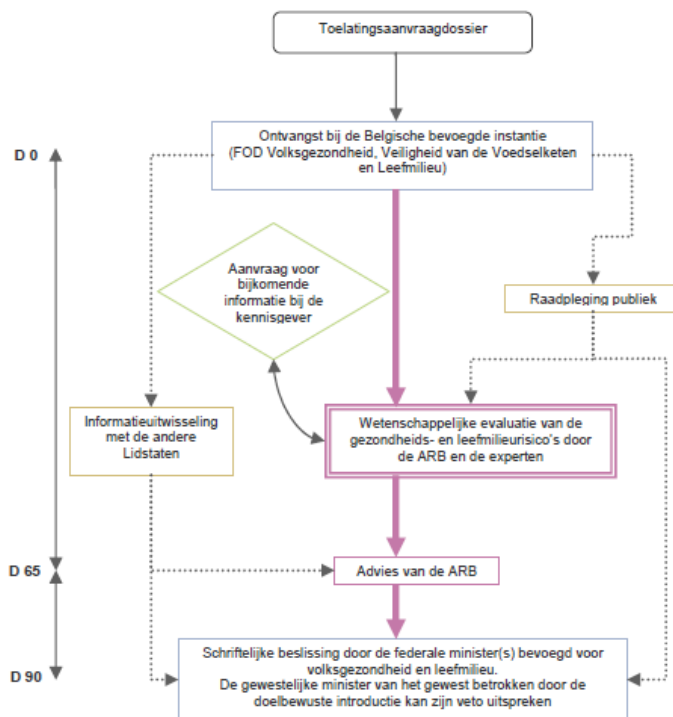 Toelatingsaanvraagdossier
Ontvangst bij de Belgische bevoegde instantie
(FOD Volksgezondheid, Veiligheid van de Voedselketen
en Leefmilieu)
D 0
Aanvraag voor
bijkomende
informatie bij de
kennisgever
Raadpleging publiek
Informatieuitwisseling
met de andere
Lidstaten
Wetenschappelijke evaluatie van de
gezondheids- en leefmilieurisico's door
de ARB en de experten
D 65
Advies van de ARB
Schriftelijke beslissing door de federale minister(s) bevoegd voor
volksgezondheid en leefmilieu.
De gewestelijke minister van het gewest betrokken door de
doelbewuste introductie kan zijn veto uitspreken
D 90